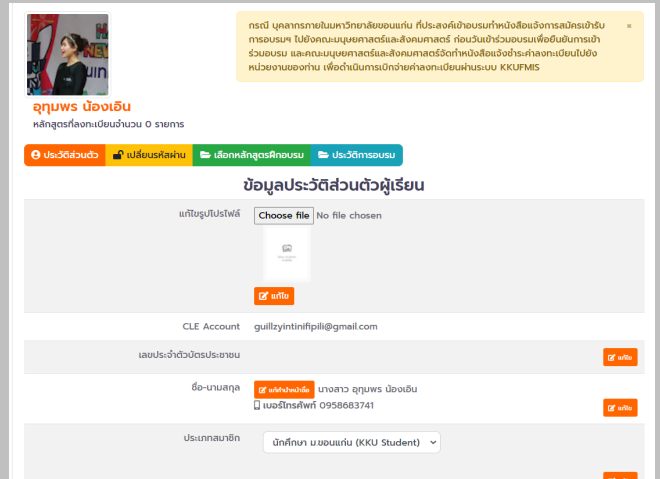 กรณี บุคลากรภายในมหาวิทยาลัยขอนแก่น ที่ประสงค์เข้าอบรมทำหนังสือแจ้งการสมัครเข้ารับ
การอบรมฯ ไปยังคณะมนุษยศาสตร์และสังคมศาสตร์ ก่อนวันเข้าร่วมอบรมเพื่อยืนยันการเข้า
ร่วมอบรม และคณะมนุษยศาสตร์และสังคมศาสตร์จัดทำหนังสือแจ้งชำระค่าลงทะเบียนไปยัง
หน่วยงานของท่าน เพื่อดำเนินการเบิกจ่ายค่าลงทะเบียนผ่านระบบ KKUFMIS
×
อุทุมพร น้องเอิน
หลักสูตรที่ลงทะเบียนจำนวน 0 รายการ
ประวัติส่วนตัว เปลี่ยนรหัสผ่าน เลือกหลักสูตรฝึกอบรม ประวัติการอบรม
ข้อมูลประวัติส่วนตัวผู้เรียน
แก้ไขรูปโปรไฟล์ Choose file No file chosen
แก้ไข
CLE Account guillzyintinifipili@gmail.com
เลขประจำตัวบัตรประชาชน แก้ไข
ชื่อ-นามสกุล แก้คำนำหน้าชื่อ นางสาว อุทุมพร น้องเอิน
เบอร์โทรศัพท์ 0958683741 แก้ไข
ประเภทสมาชิก นักศึกษา ม.ขอนแก่น (KKU Student)